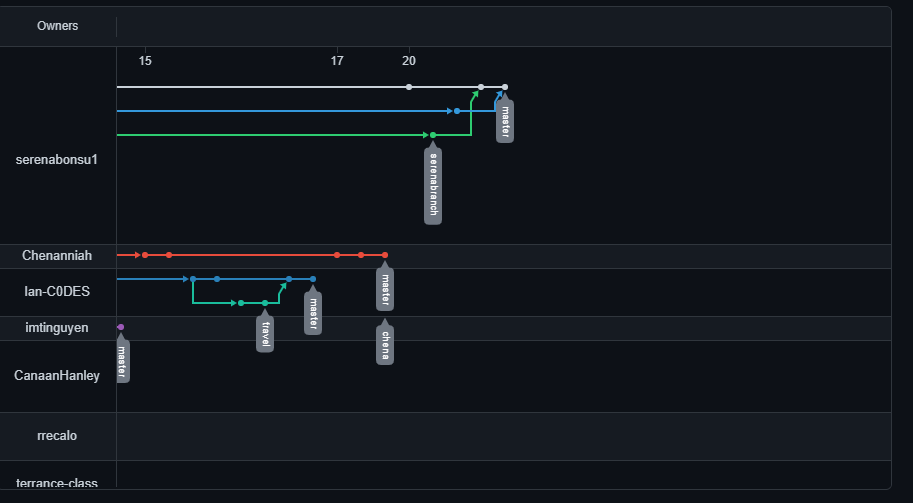 Owners
15 17 20
master
serenabranch
serenabonsu1
Chenanniah
master
Ian-C0DES
master
travel
imtinguyen
chena
master
CanaanHanley
rrecalo
terrance-class